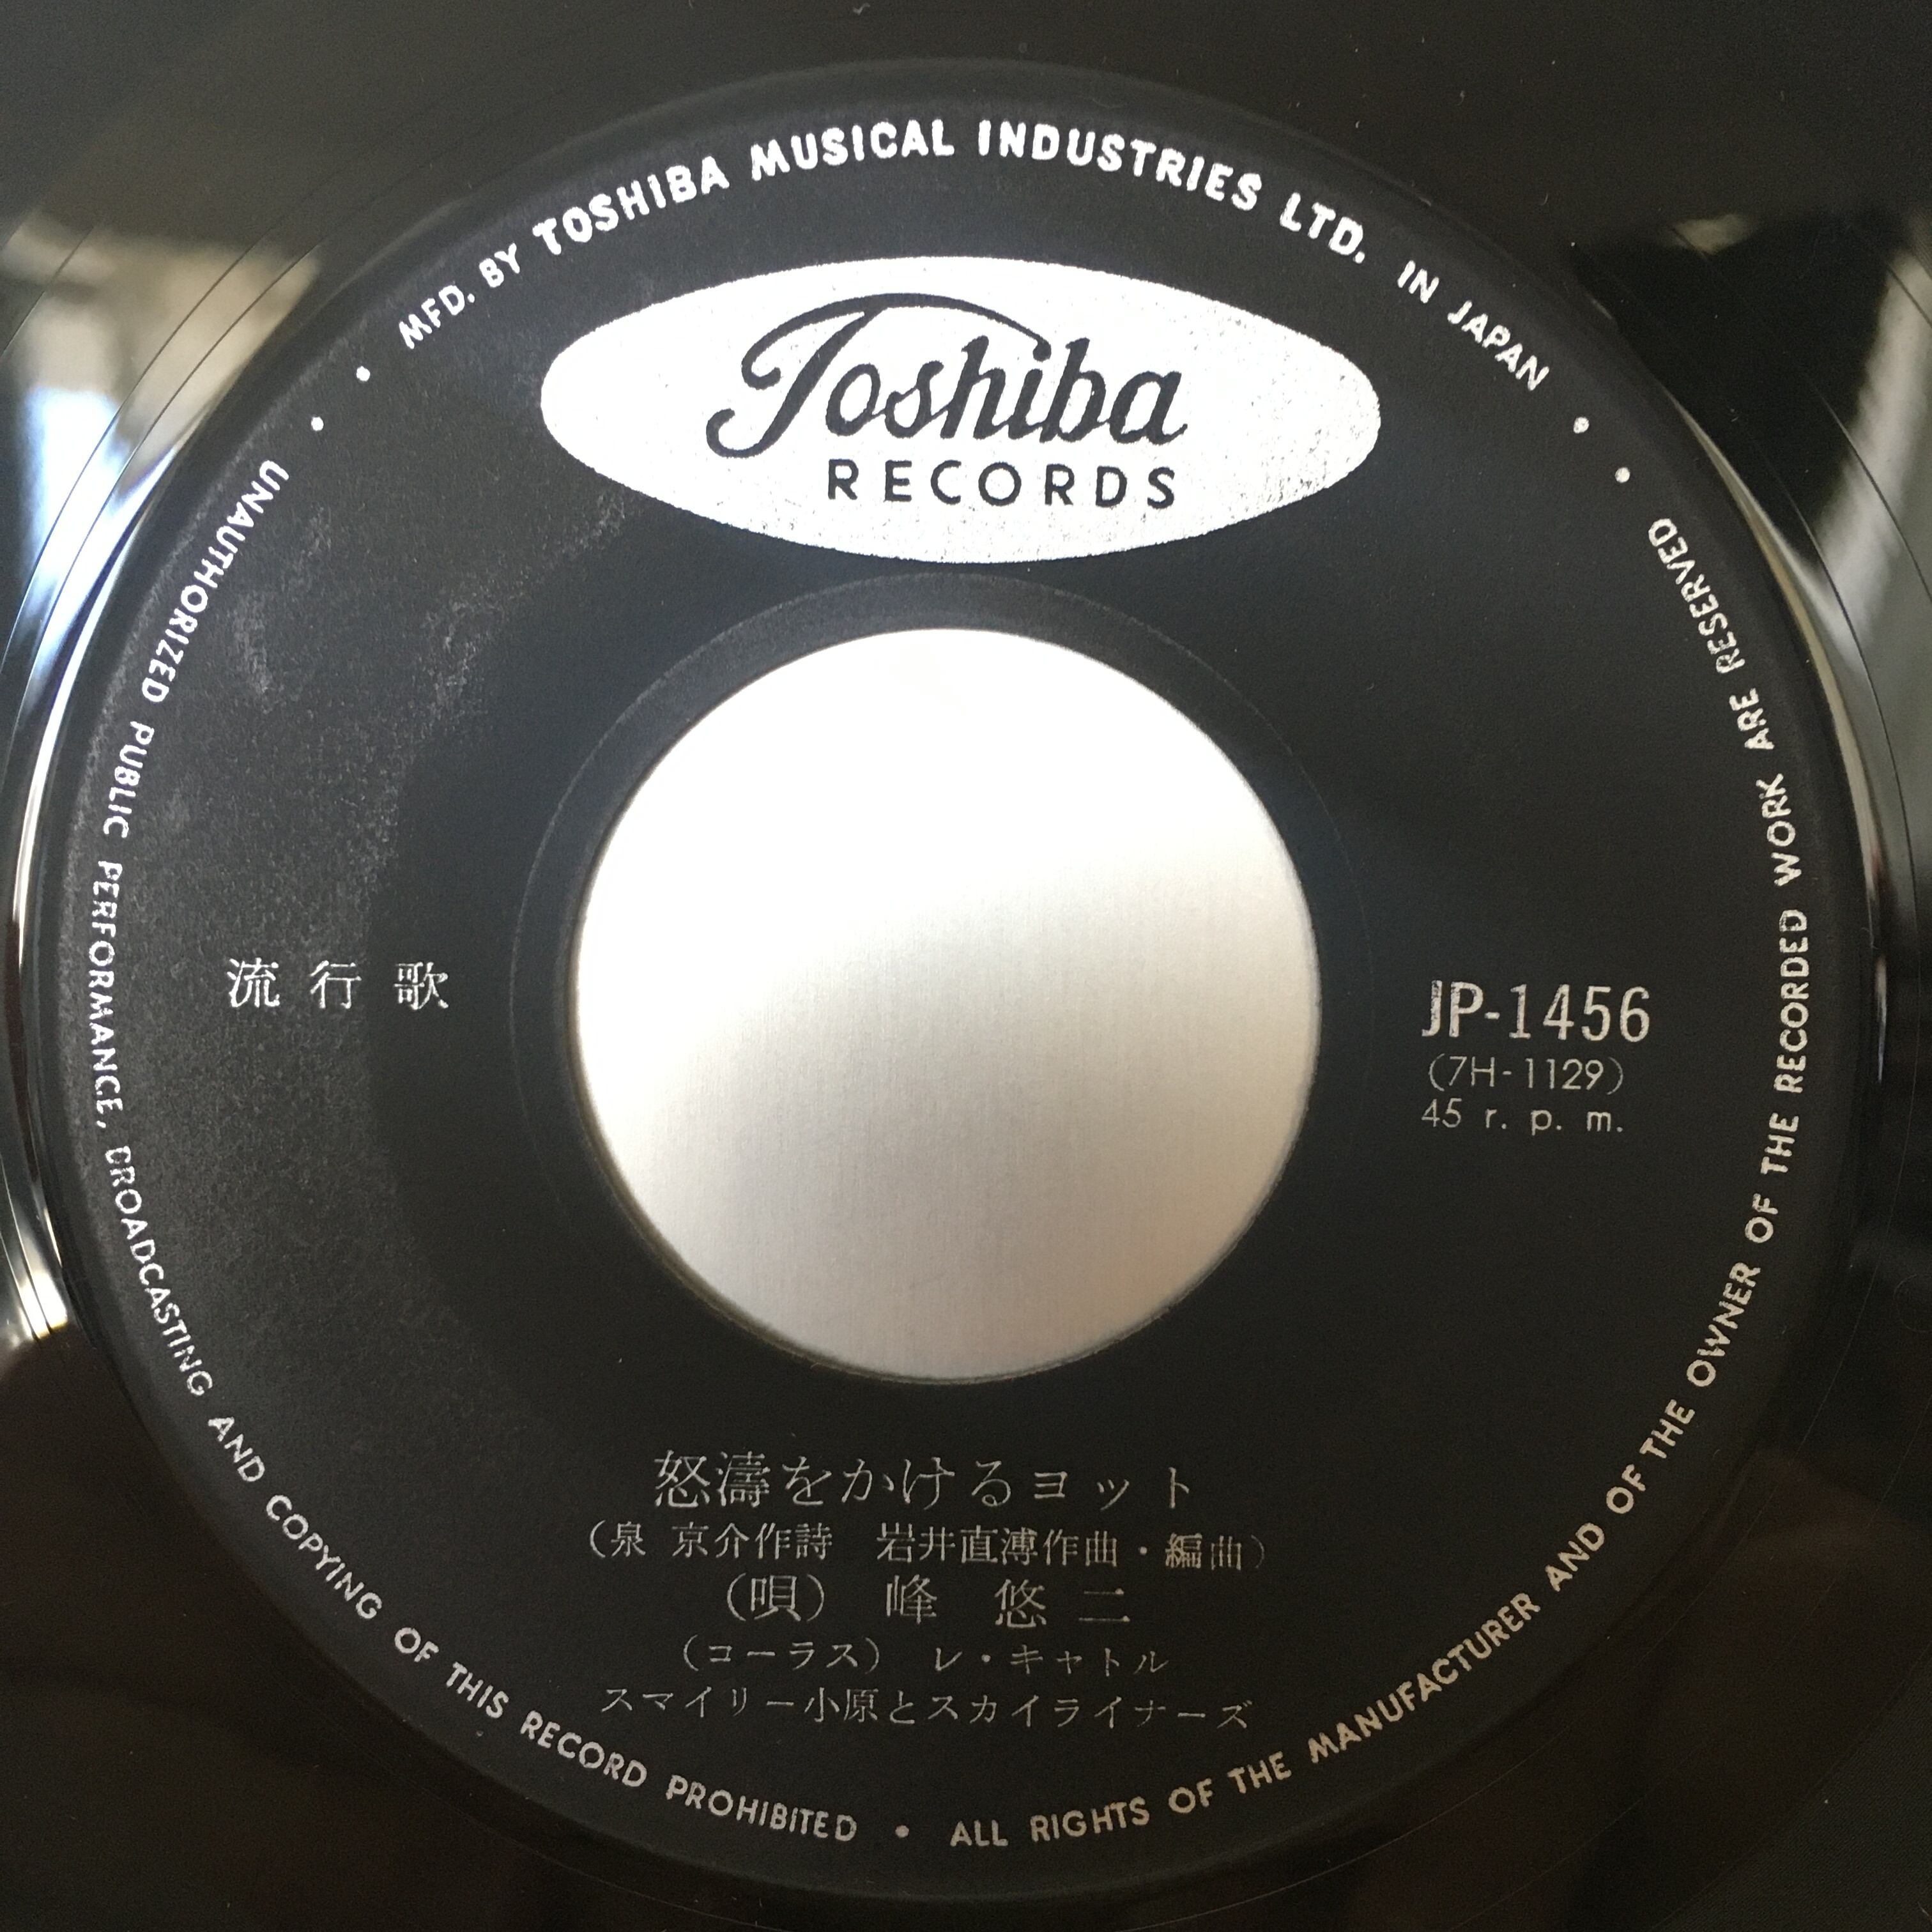 MFD. BY TOSHIBA MUSICAL INDUSTRIES LTD. IN JAPAN
Toshiba
RECORDS
流行歌
JP-1456
(7H-1129)
45 r. p. m.
怒濤をかけるヨット
(泉 京介作詩 岩井直溥作曲・編曲)
(唄) 峰 悠二
(コーラス) レ・キャトル
スマイリー小原とスカイライナーズ
UNAUTHORIZED PUBLIC PERFORMANCE, BROADCASTING AND COPYING OF THIS RECORD PROHIBITED • ALL RIGHTS OF THE MANUFACTURER AND OF THE OWNER OF THE RECORDED WORK ARE RESERVED